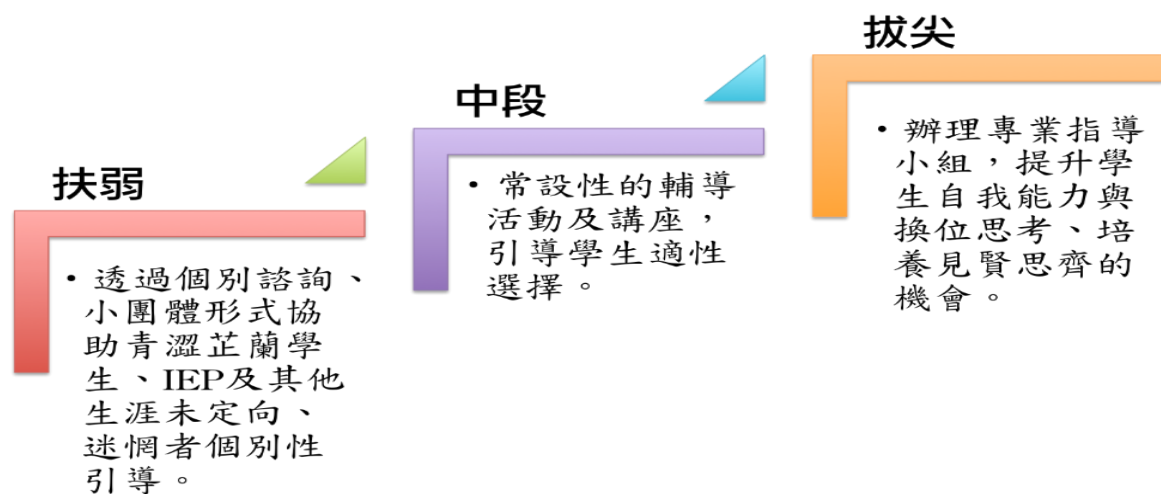 扶弱
• 透過個別諮詢、
小團體形式協
助青澀芷蘭學
生、IEP及其他
生涯未定向、
迷惘者個別性
引導。
中段
• 常設性的輔導
活動及講座，
引導學生適性
選擇。
拔尖
• 辦理專業指導
小組，提升學
生自我能力與
換位思考、培
養見賢思齊的
機會。